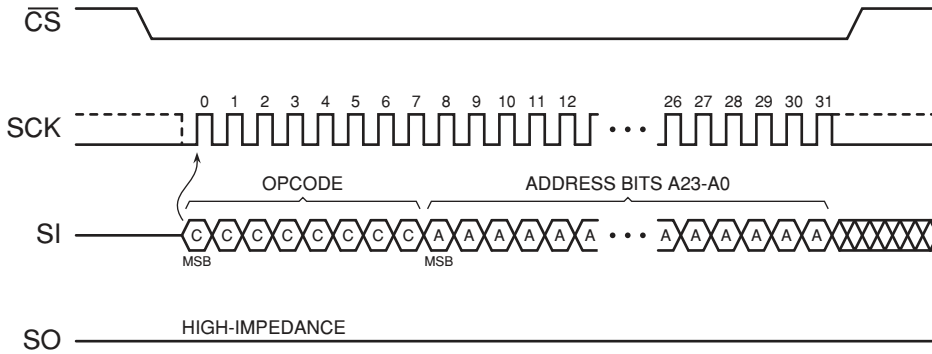 CS
0 1 2 3 4 5 6 7 8 9 10 11 12 26 27 28 29 30 31
SCK
OPCODE ADDRESS BITS A23-A0
SI C C C C C C C C A A A A A A A A A A A A
MSB MSB
HIGH-IMPEDANCE
SO